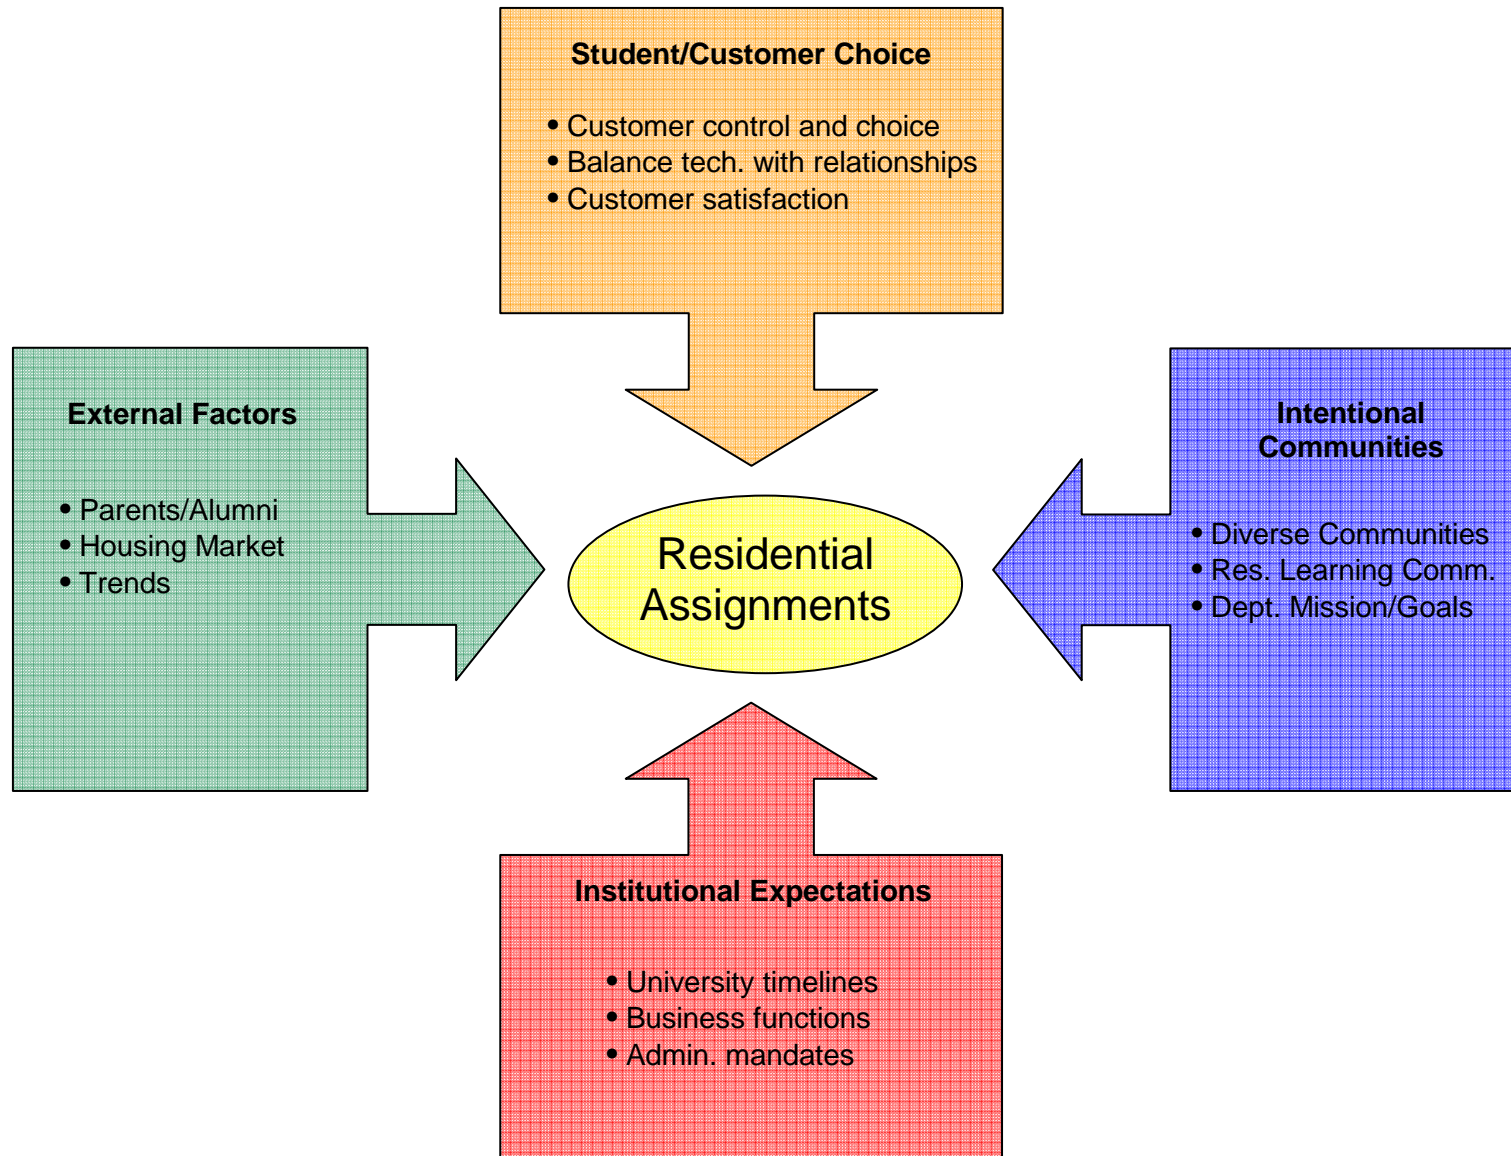 Student/Customer Choice
• Customer control and choice
• Balance tech. with relationships
• Customer satisfaction
External Factors
• Parents/Alumni
• Housing Market
• Trends
Residential
Assignments
Intentional
Communities
• Diverse Communities
• Res. Learning Comm.
• Dept. Mission/Goals
Institutional Expectations
• University timelines
• Business functions
• Admin. mandates